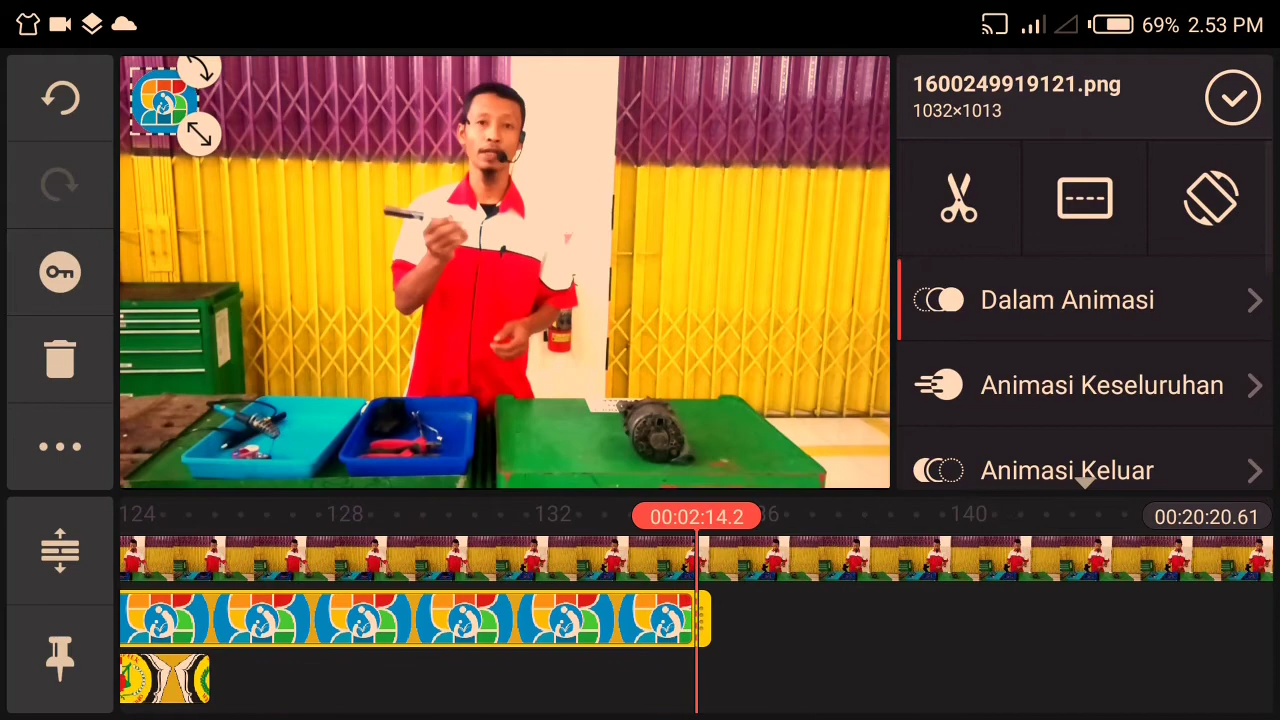 69% 2.53 PM
1600249919121.png
1032×1013
Dalam Animasi
Animasi Keseluruhan
Animasi Keluar
124 128 132 00:02:14.2 36 140 00:20:20.61